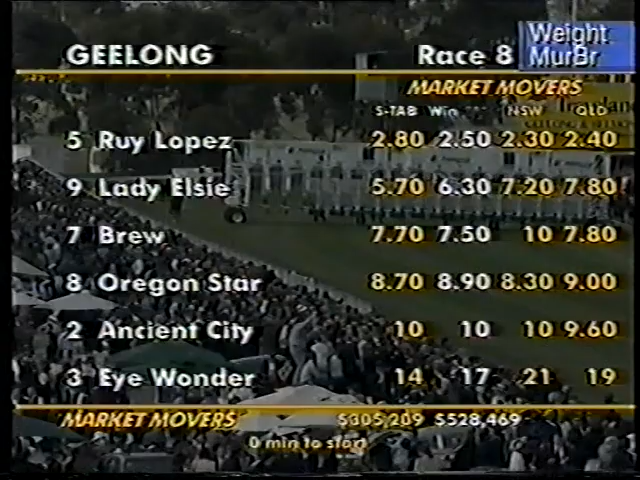 Weight
GEELONG Race 8 MurBr
MARKET MOVERS
S-TAB Win NSW QLD
5 Ruy Lopez 2.80 2.50 2.30 2.40
9 Lady Elsie 5.70 6.30 7.20 7.80
7 Brew 7.70 7.50 10 7.80
8 Oregon Star 8.70 8.90 8.30 9.00
2 Ancient City 10 10 10 9.60
3 Eye Wonder 14 17 21 19
MARKET MOVERS $305,209 $528,469
0 min to start